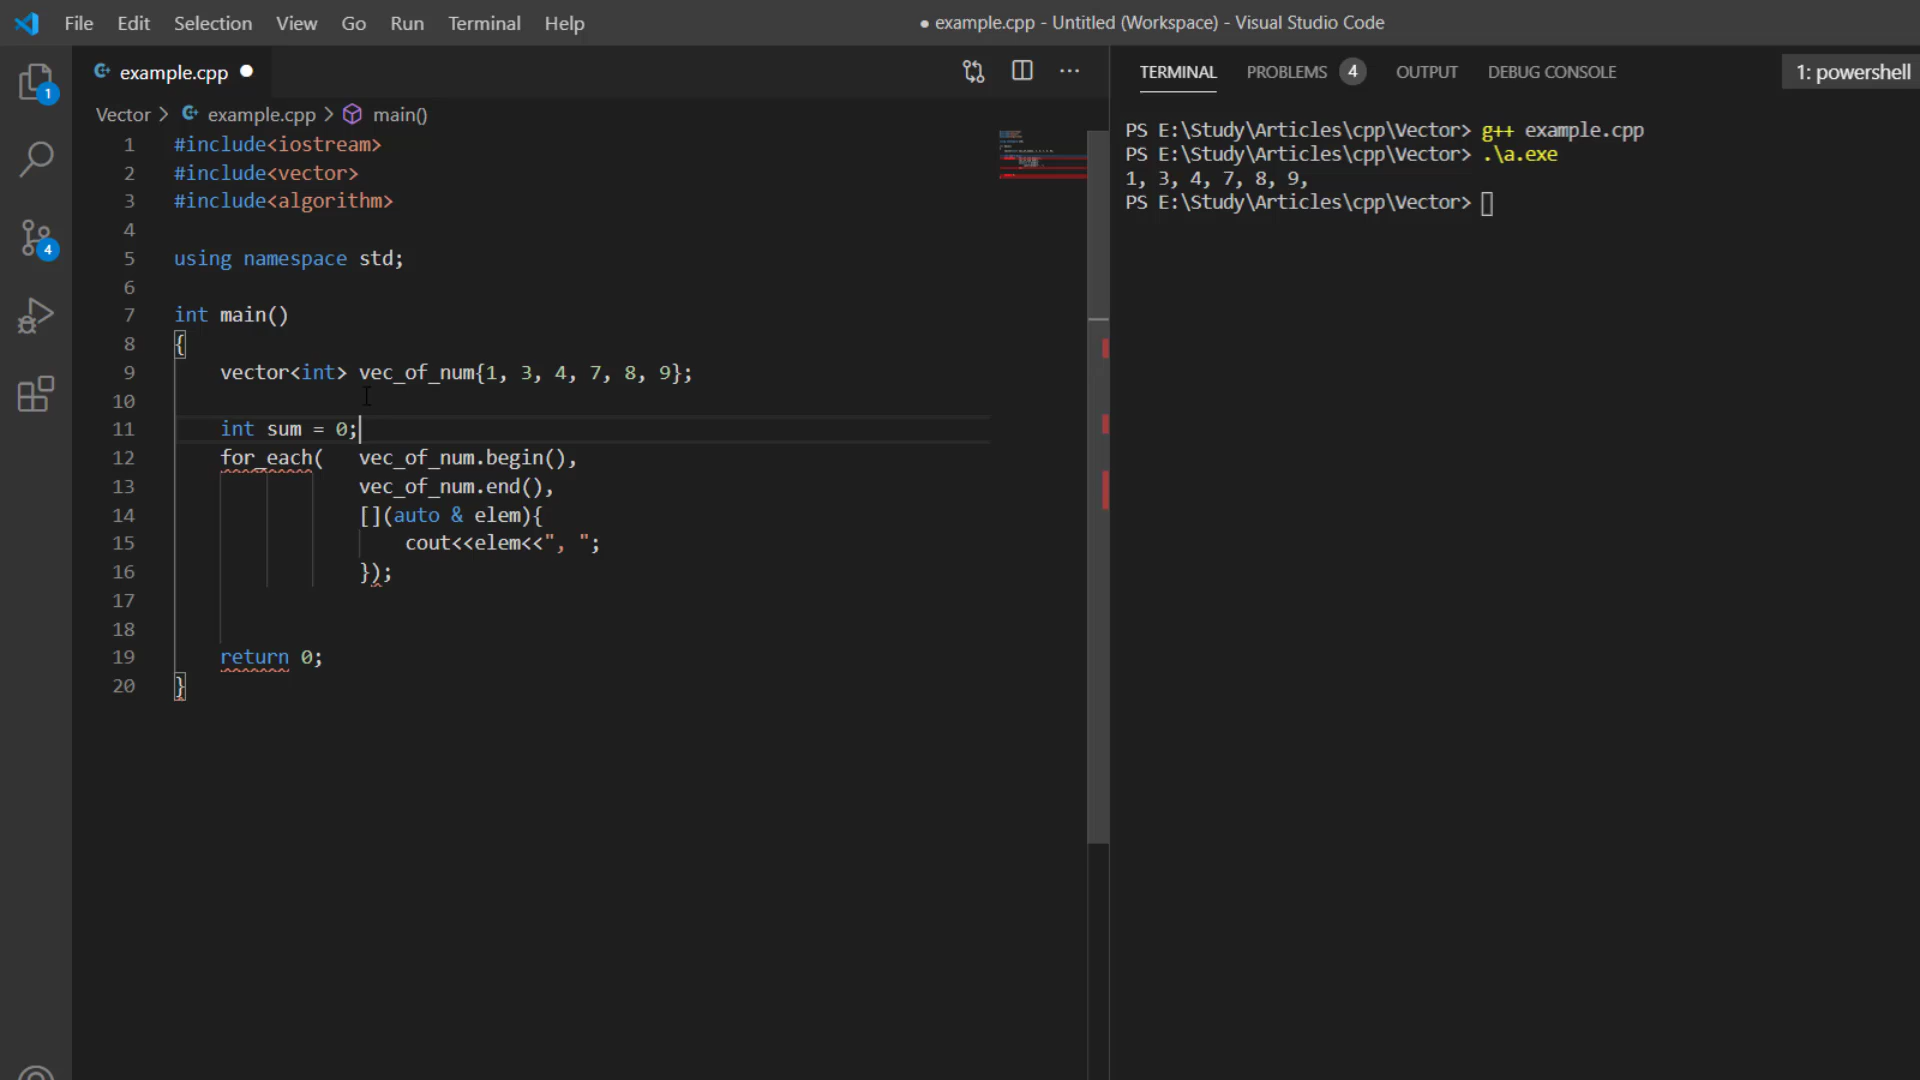 File Edit Selection View Go Run Terminal Help
● example.cpp - Untitled (Workspace) - Visual Studio Code
example.cpp ●
Vector > example.cpp > main()
1 #include<iostream>
2 #include<vector>
3 #include<algorithm>
4
5 using namespace std;
6
7 int main()
8 {
9 vector<int> vec_of_num{1, 3, 4, 7, 8, 9};
10
11 int sum = 0;
12 for_each( vec_of_num.begin(),
13 vec_of_num.end(),
14 [](auto & elem){
15 cout<<elem<<", ";
16 });
17
18
19 return 0;
20 }
1
4
TERMINAL PROBLEMS 4 OUTPUT DEBUG CONSOLE 1: powershell
PS E:\Study\Articles\cpp\Vector> g++ example.cpp
PS E:\Study\Articles\cpp\Vector> .\a.exe
1, 3, 4, 7, 8, 9,
PS E:\Study\Articles\cpp\Vector>